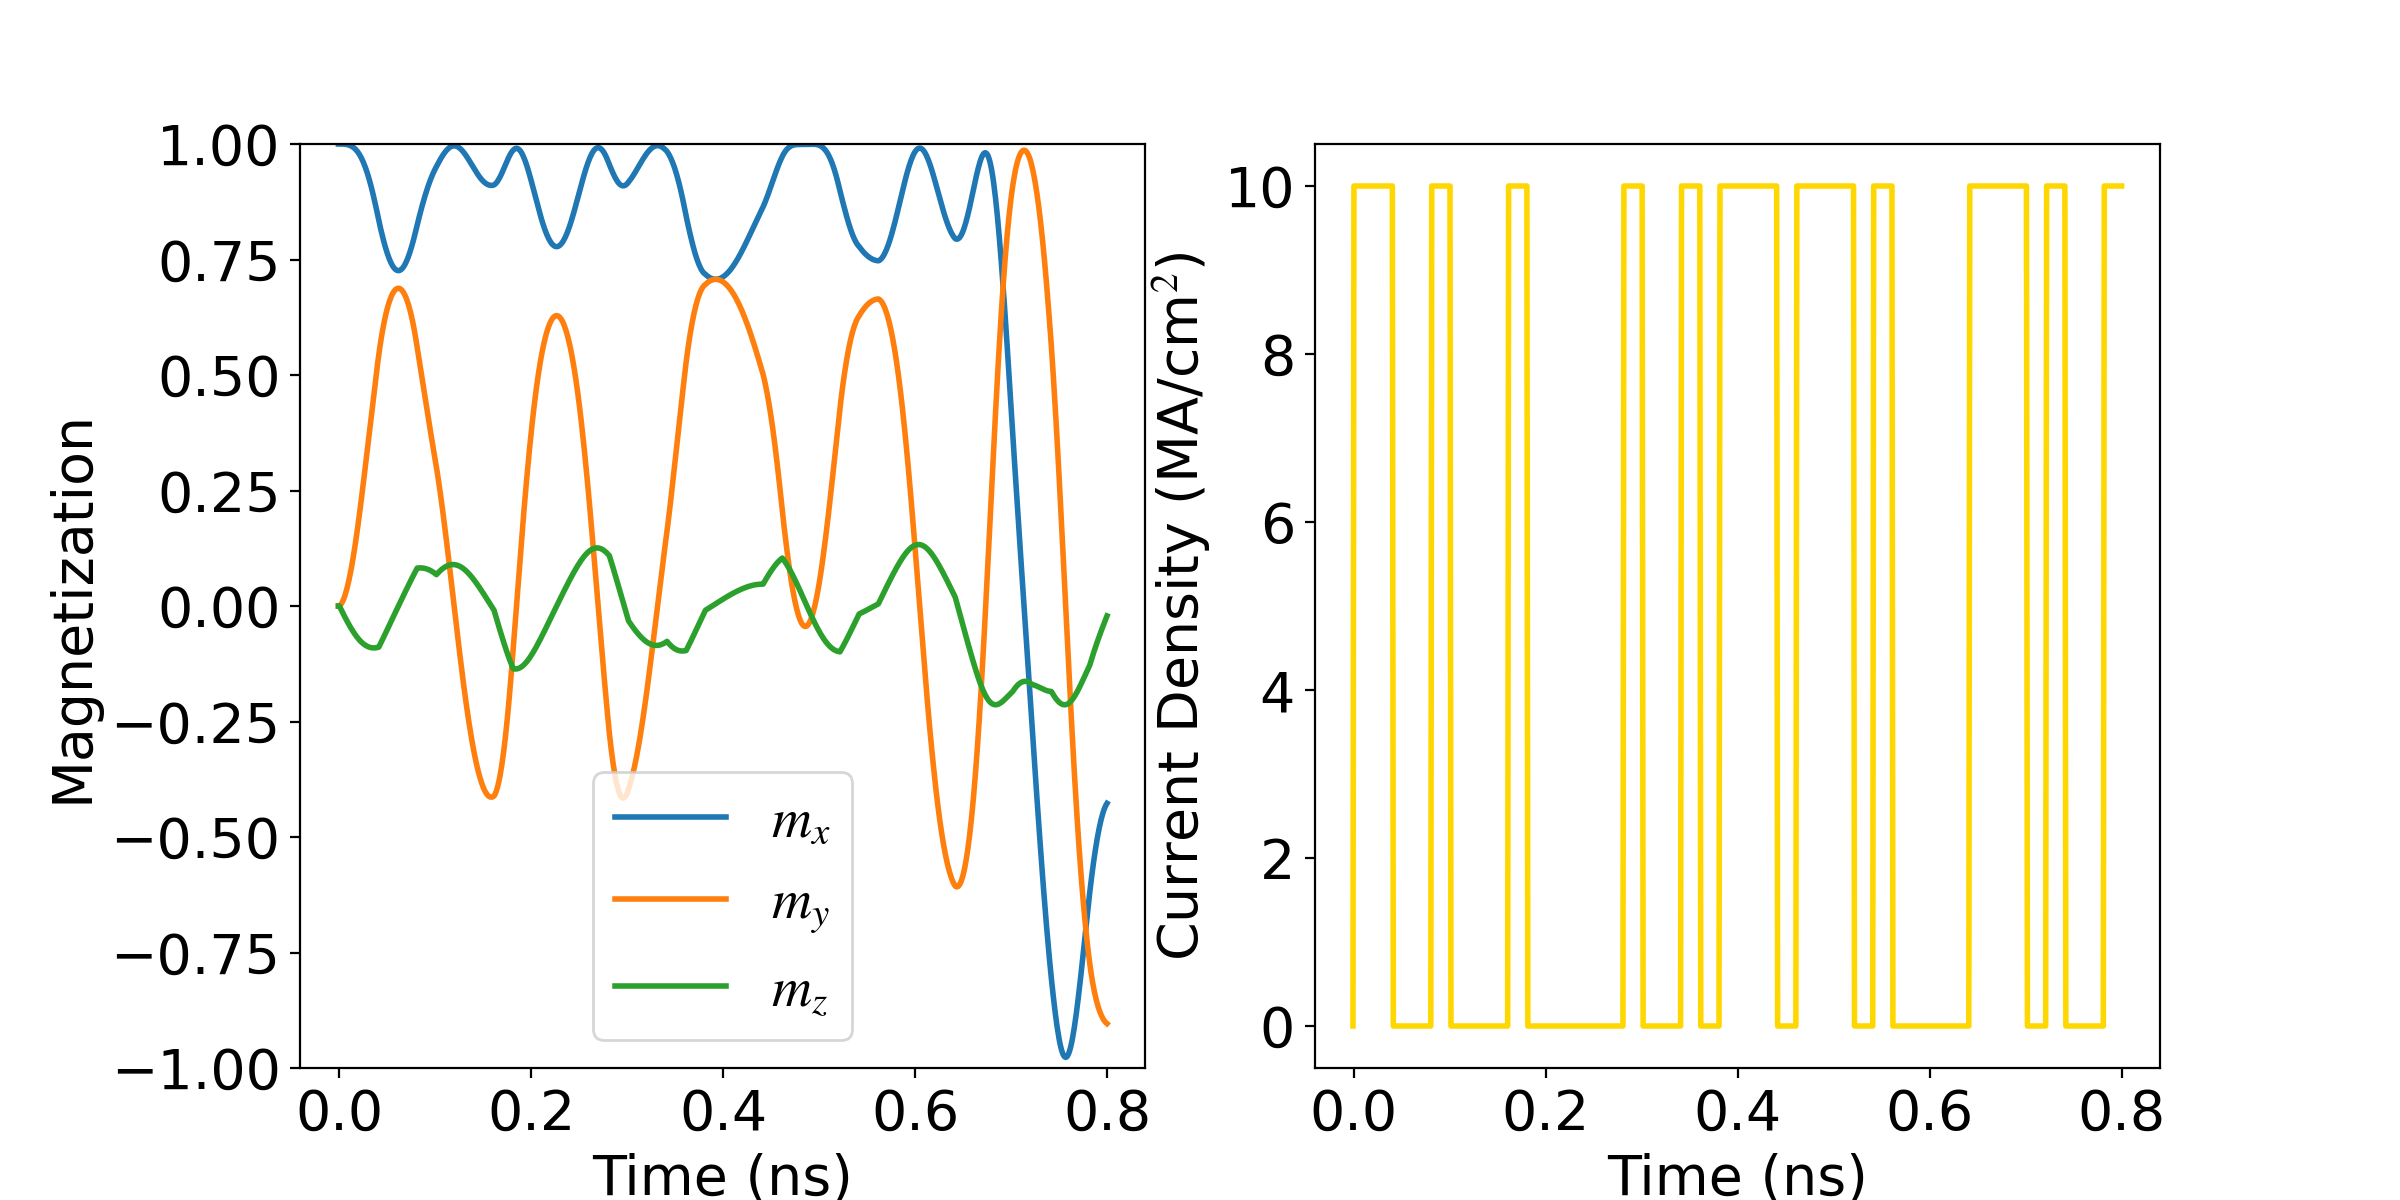 Magnetization
1.00
0.75
0.50
0.25
0.00
−0.25
−0.50
−0.75
−1.00
0.0 0.2 0.4 0.6 0.8
Time (ns)
m_x
m_y
m_z
Current Density (MA/cm²)
10
8
6
4
2
0
0.0 0.2 0.4 0.6 0.8
Time (ns)